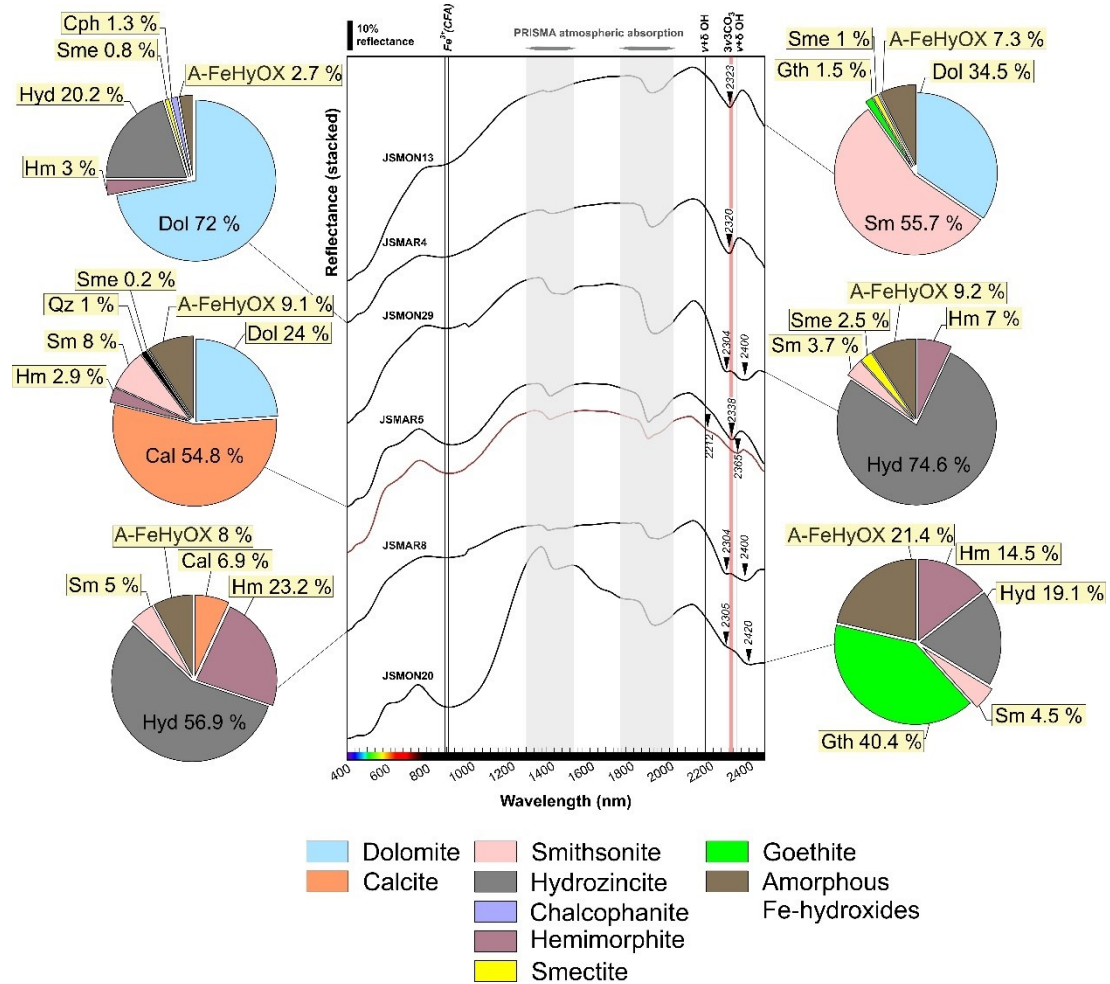 Cph 1.3 %
Sme 0.8 %
A-FeHyOX 2.7 %
Hyd 20.2 %
Hm 3 %
Dol 72 %
Sme 0.2 %
Qz 1 %
A-FeHyOX 9.1 %
Sm 8 %
Dol 24 %
Hm 2.9 %
Cal 54.8 %
A-FeHyOX 8 %
Cal 6.9 %
Sm 5 %
Hm 23.2 %
Hyd 56.9 %
10%
reflectance
Fe³⁺(CFA)
PRISMA atmospheric absorption
ν+δ OH
3ν3CO₃
ν+δ OH
Reflectance (stacked)
JSMON13
2323
JSMAR4
2320
JSMON29
2304
2400
JSMAR5
2212
2338
2365
JSMAR8
2304
2400
JSMON20
2305
2420
400
600
800
1000
1200
1400
1600
1800
2000
2200
2400
Wavelength (nm)
Sme 1 %
A-FeHyOX 7.3 %
Gth 1.5 %
Dol 34.5 %
Sm 55.7 %
A-FeHyOX 9.2 %
Sme 2.5 %
Hm 7 %
Sm 3.7 %
Hyd 74.6 %
A-FeHyOX 21.4 %
Hm 14.5 %
Hyd 19.1 %
Sm 4.5 %
Gth 40.4 %
Dolomite
Calcite
Smithsonite
Hydrozincite
Chalcophanite
Hemimorphite
Smectite
Goethite
Amorphous
Fe-hydroxides